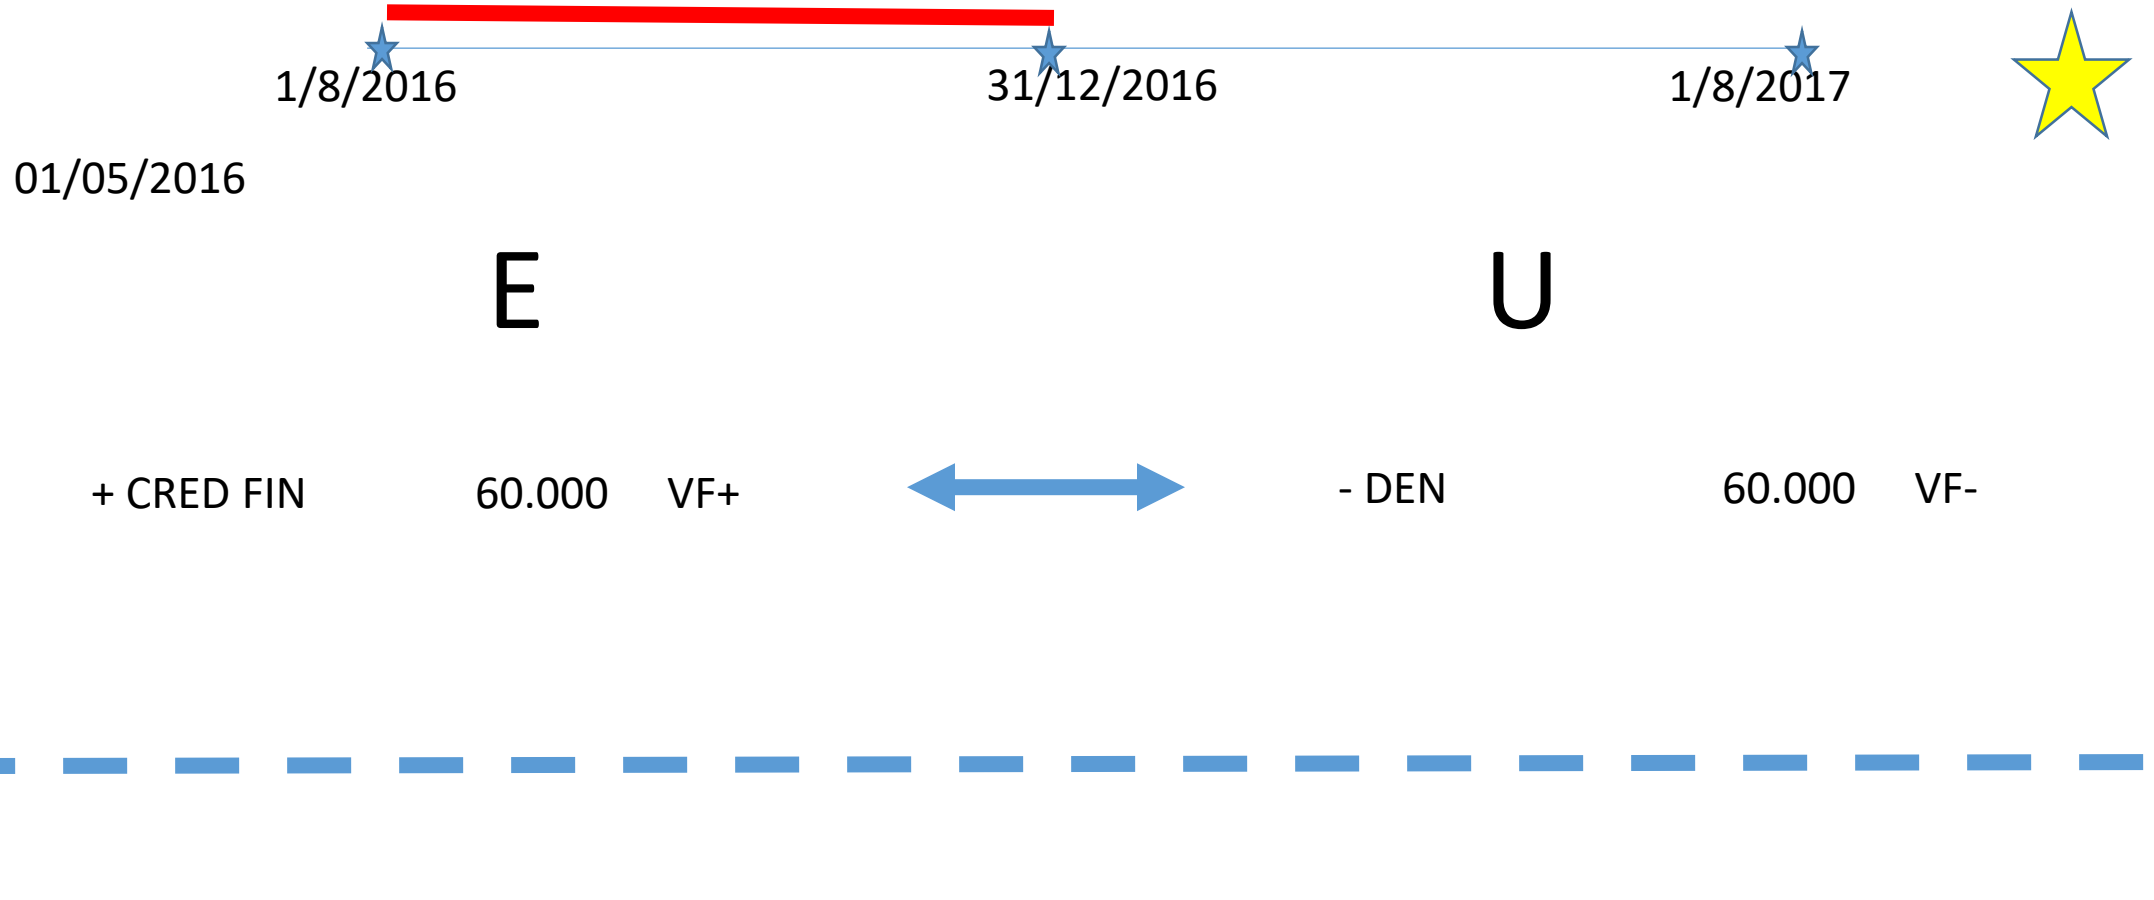 1/8/2016 31/12/2016 1/8/2017
01/05/2016
E U
+ CRED FIN 60.000 VF+ - DEN 60.000 VF-